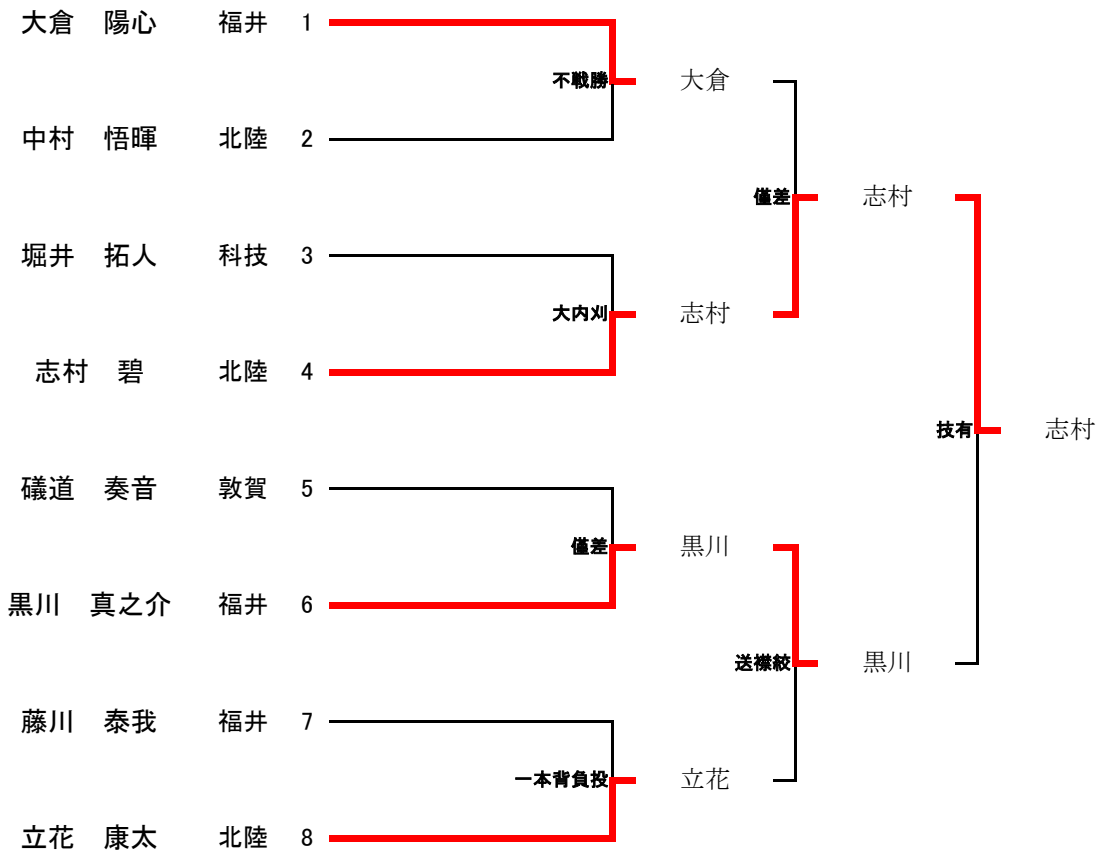 大倉　陽心　福井　1
不戦勝　大倉
中村　悟暉　北陸　2
僅差　志村
堀井　拓人　科技　3
大内刈　志村
志村　碧　北陸　4
技有　志村
礒道　奏音　敦賀　5
僅差　黒川
黒川　真之介　福井　6
送襟絞　黒川
藤川　泰我　福井　7
一本背負投　立花
立花　康太　北陸　8